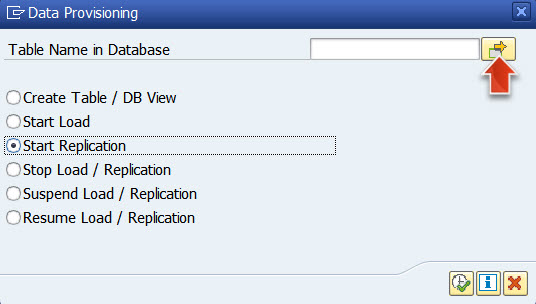 Data Provisioning
Table Name in Database
Create Table / DB View
Start Load
Start Replication
Stop Load / Replication
Suspend Load / Replication
Resume Load / Replication